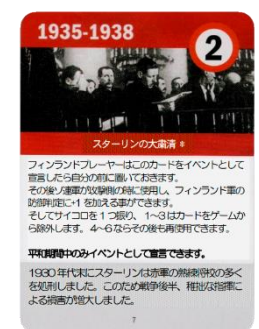 1935-1938
2
スターリンの大粛清 *
フィンランドプレーヤーはこのカードをイベントとして
宣言したら自分の前に置いておきます。
その後ソ連軍が攻撃側の時に使用し、フィンランド軍の
防御判定に+1を加える事ができます。
そしてサイコロを1つ振り、1~3はカードをゲームか
ら除外します。4~6ならその後も再使用できます。
平和期間中のみイベントとして宣言できます。
1930年代末にスターリンは赤軍の熟練将校の多く
を処刑しました。このため戦争後半、稚拙な指揮に
よる損害が増大しました。
7